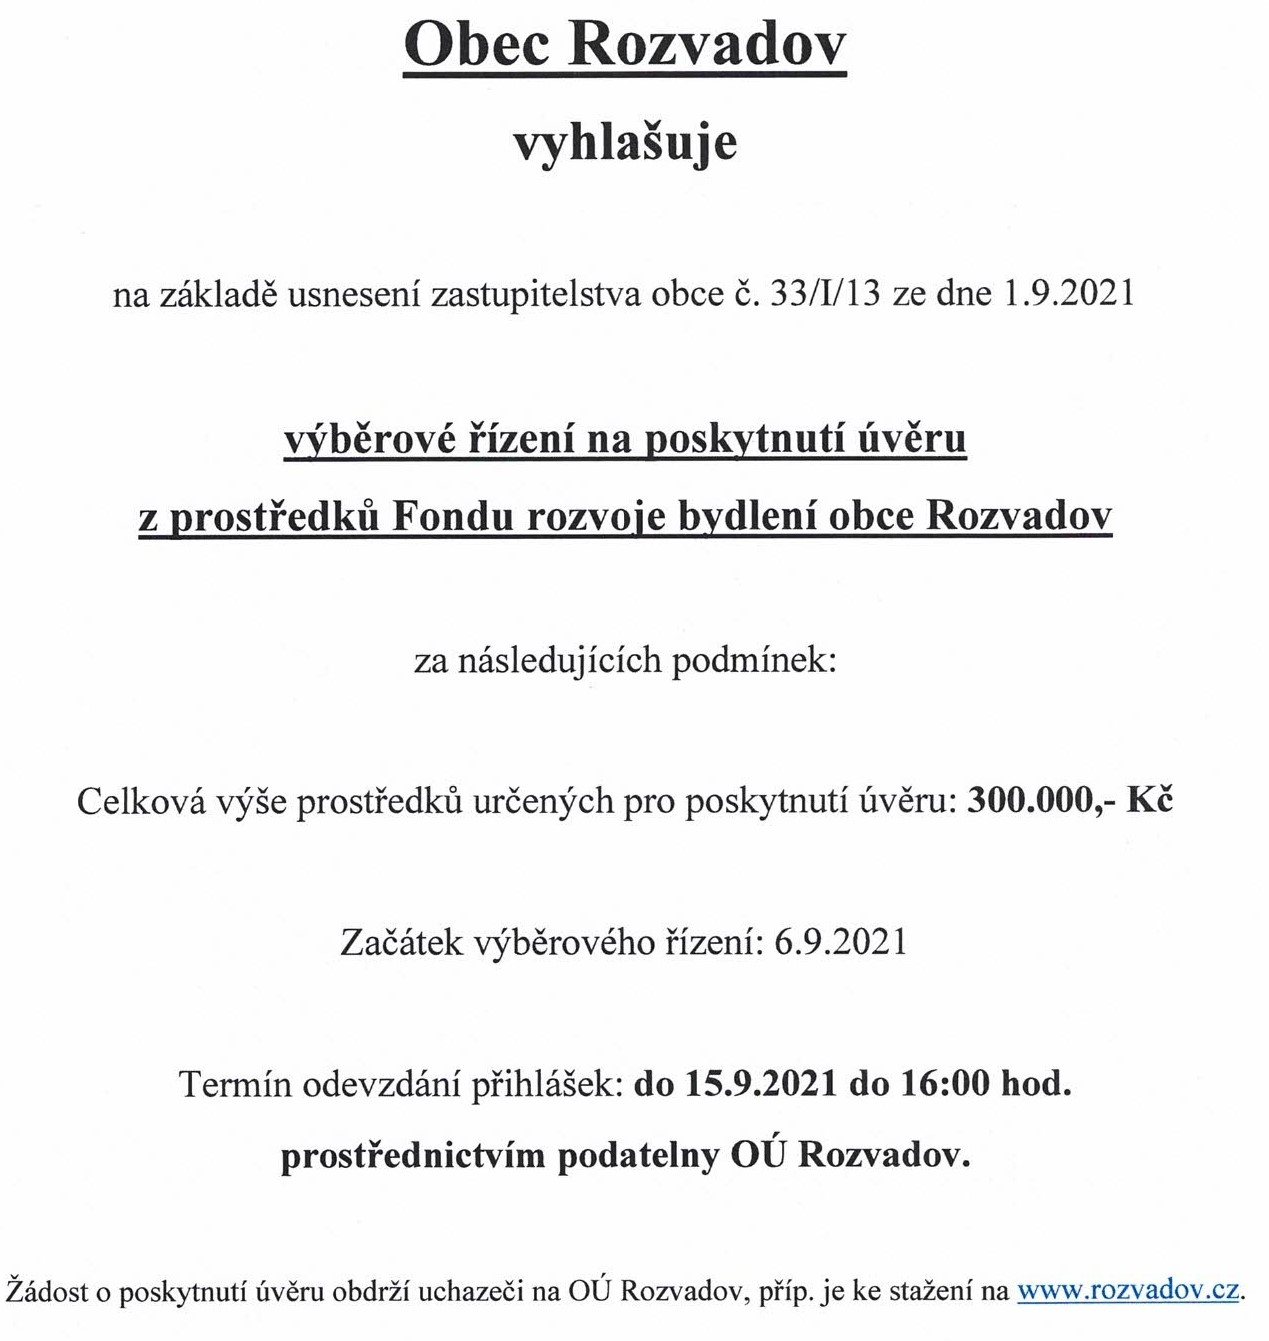 Obec Rozvadov
vyhlašuje
na základě usnesení zastupitelstva obce č. 33/I/13 ze dne 1.9.2021
výběrové řízení na poskytnutí úvěru
z prostředků Fondu rozvoje bydlení obce Rozvadov
za následujících podmínek:
Celková výše prostředků určených pro poskytnutí úvěru: 300.000,- Kč
Začátek výběrového řízení: 6.9.2021
Termín odevzdání přihlášek: do 15.9.2021 do 16:00 hod.
prostřednictvím podatelny OÚ Rozvadov.
Žádost o poskytnutí úvěru obdrží uchazeči na OÚ Rozvadov, příp. je ke stažení na www.rozvadov.cz.